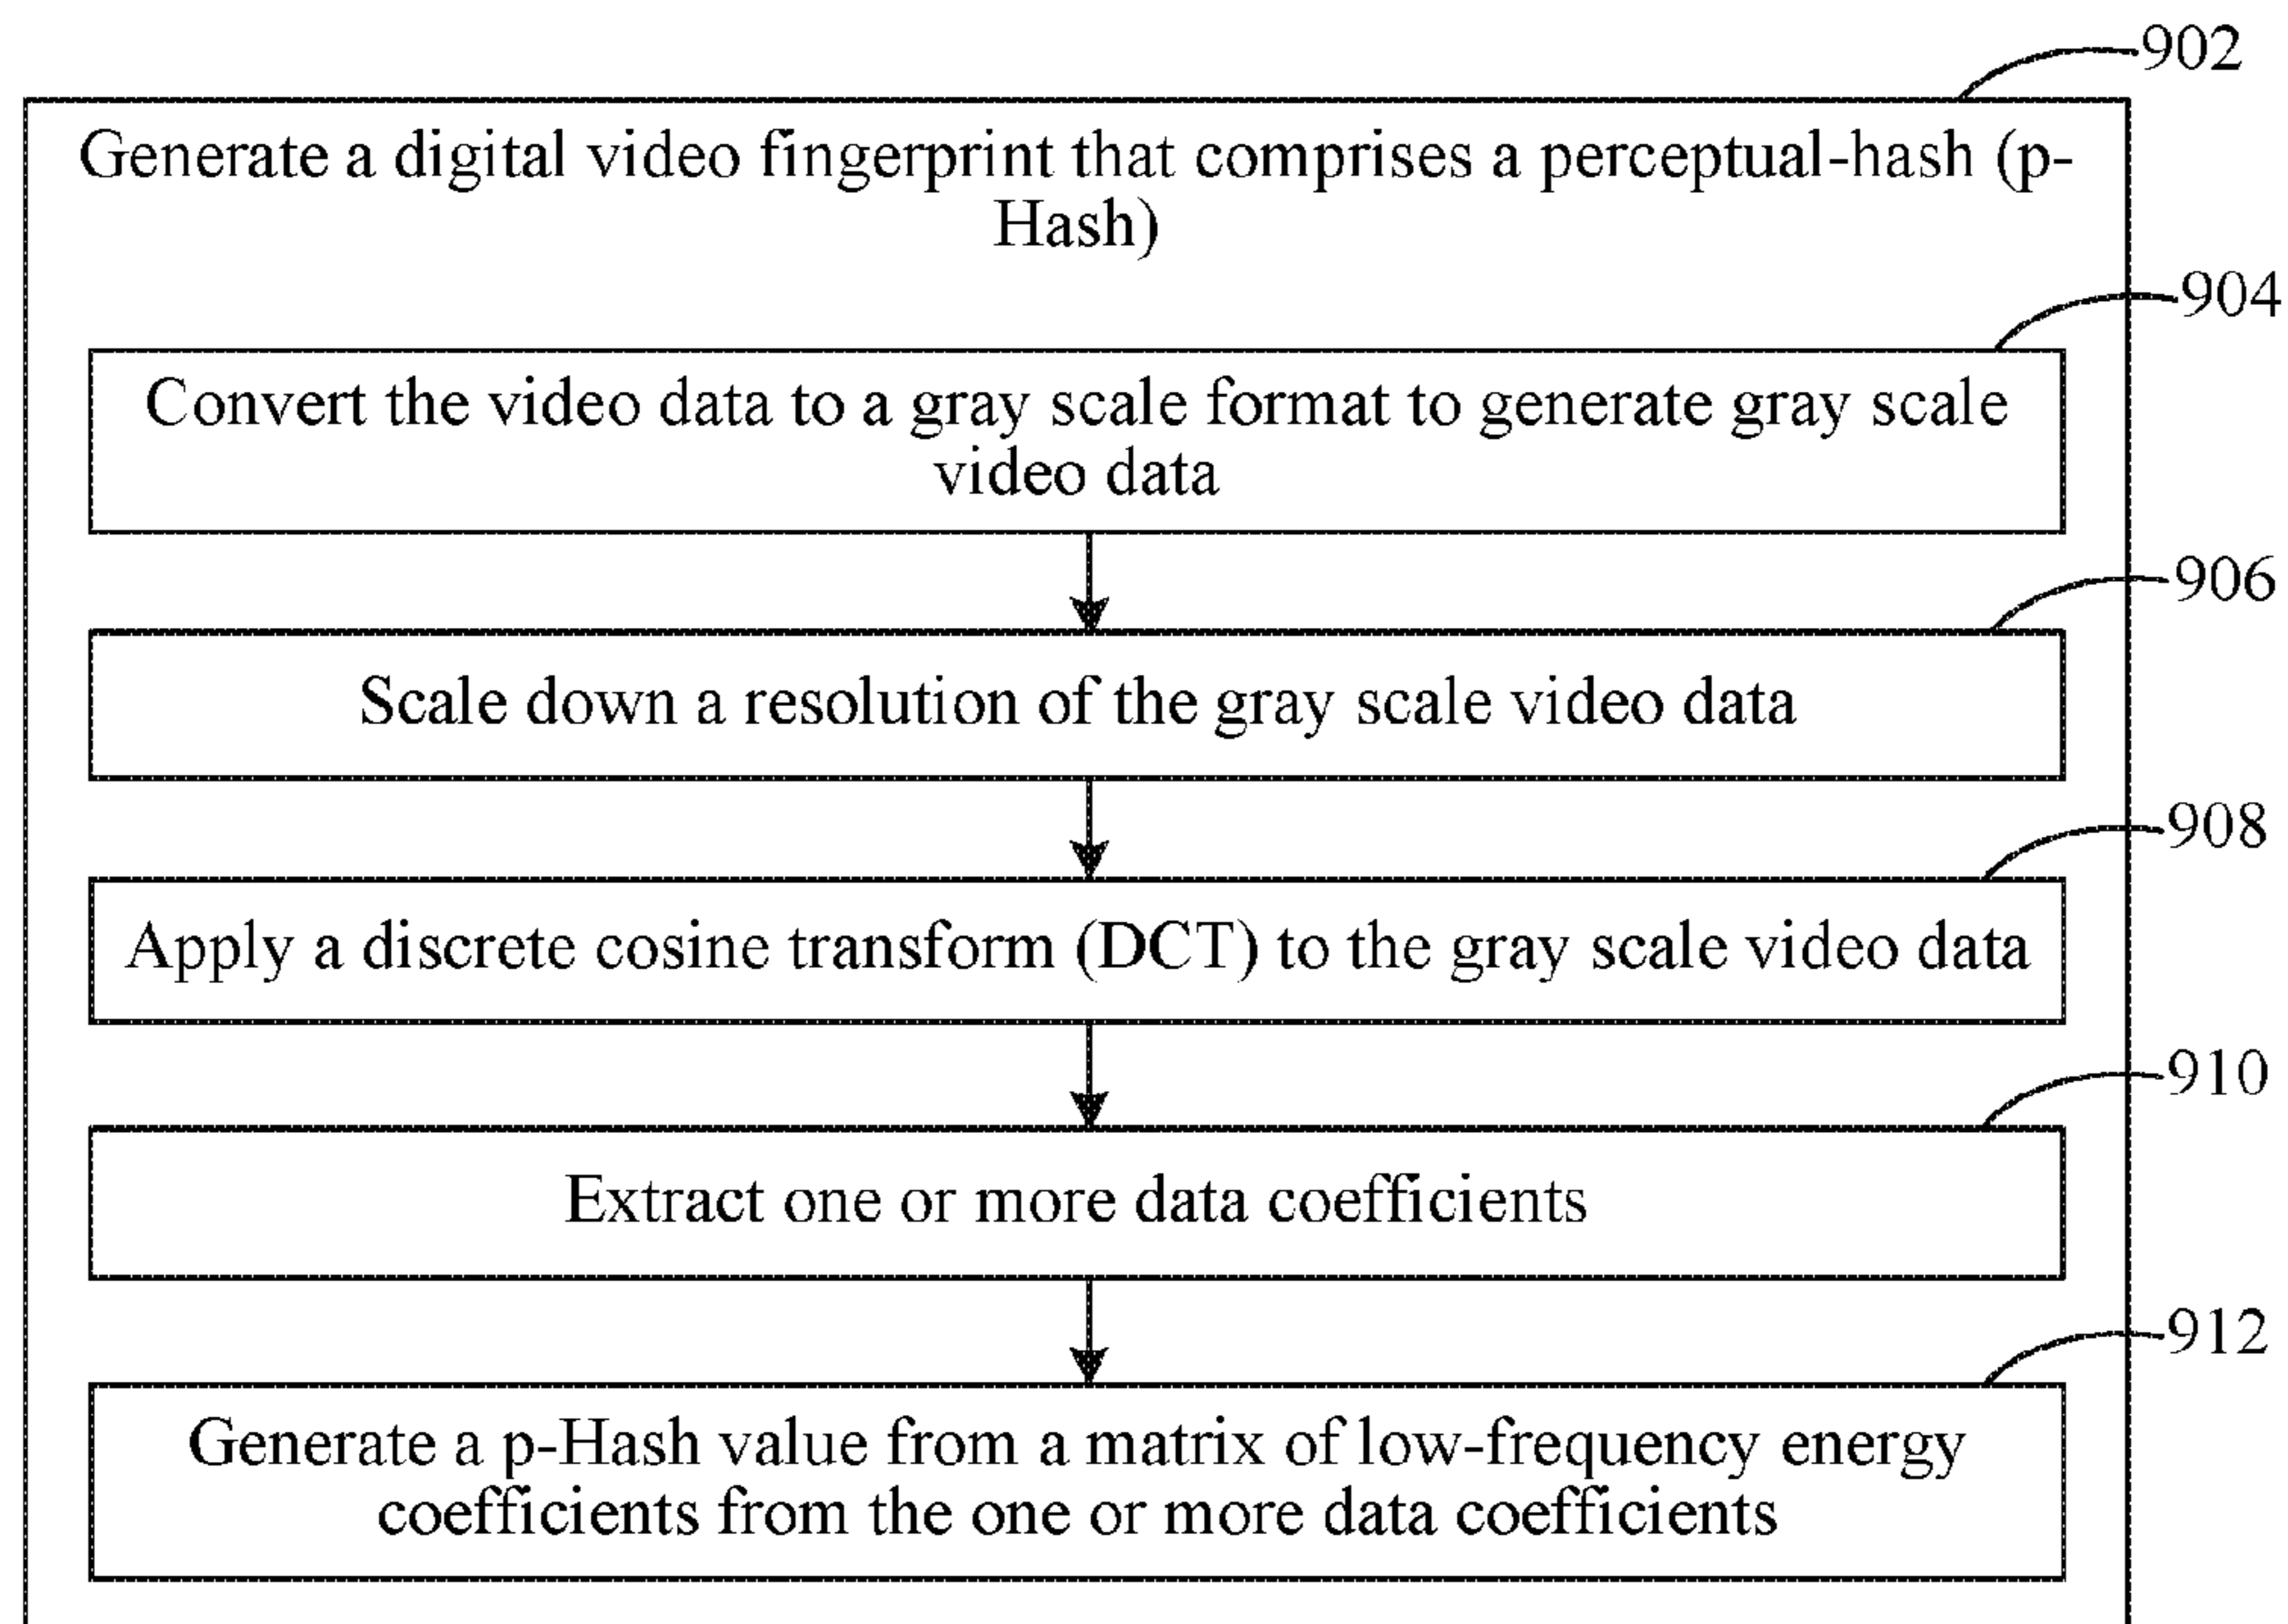 902
Generate a digital video fingerprint that comprises a perceptual-hash (p-
Hash)
904
Convert the video data to a gray scale format to generate gray scale
video data
906
Scale down a resolution of the gray scale video data
908
Apply a discrete cosine transform (DCT) to the gray scale video data
910
Extract one or more data coefficients
912
Generate a p-Hash value from a matrix of low-frequency energy
coefficients from the one or more data coefficients